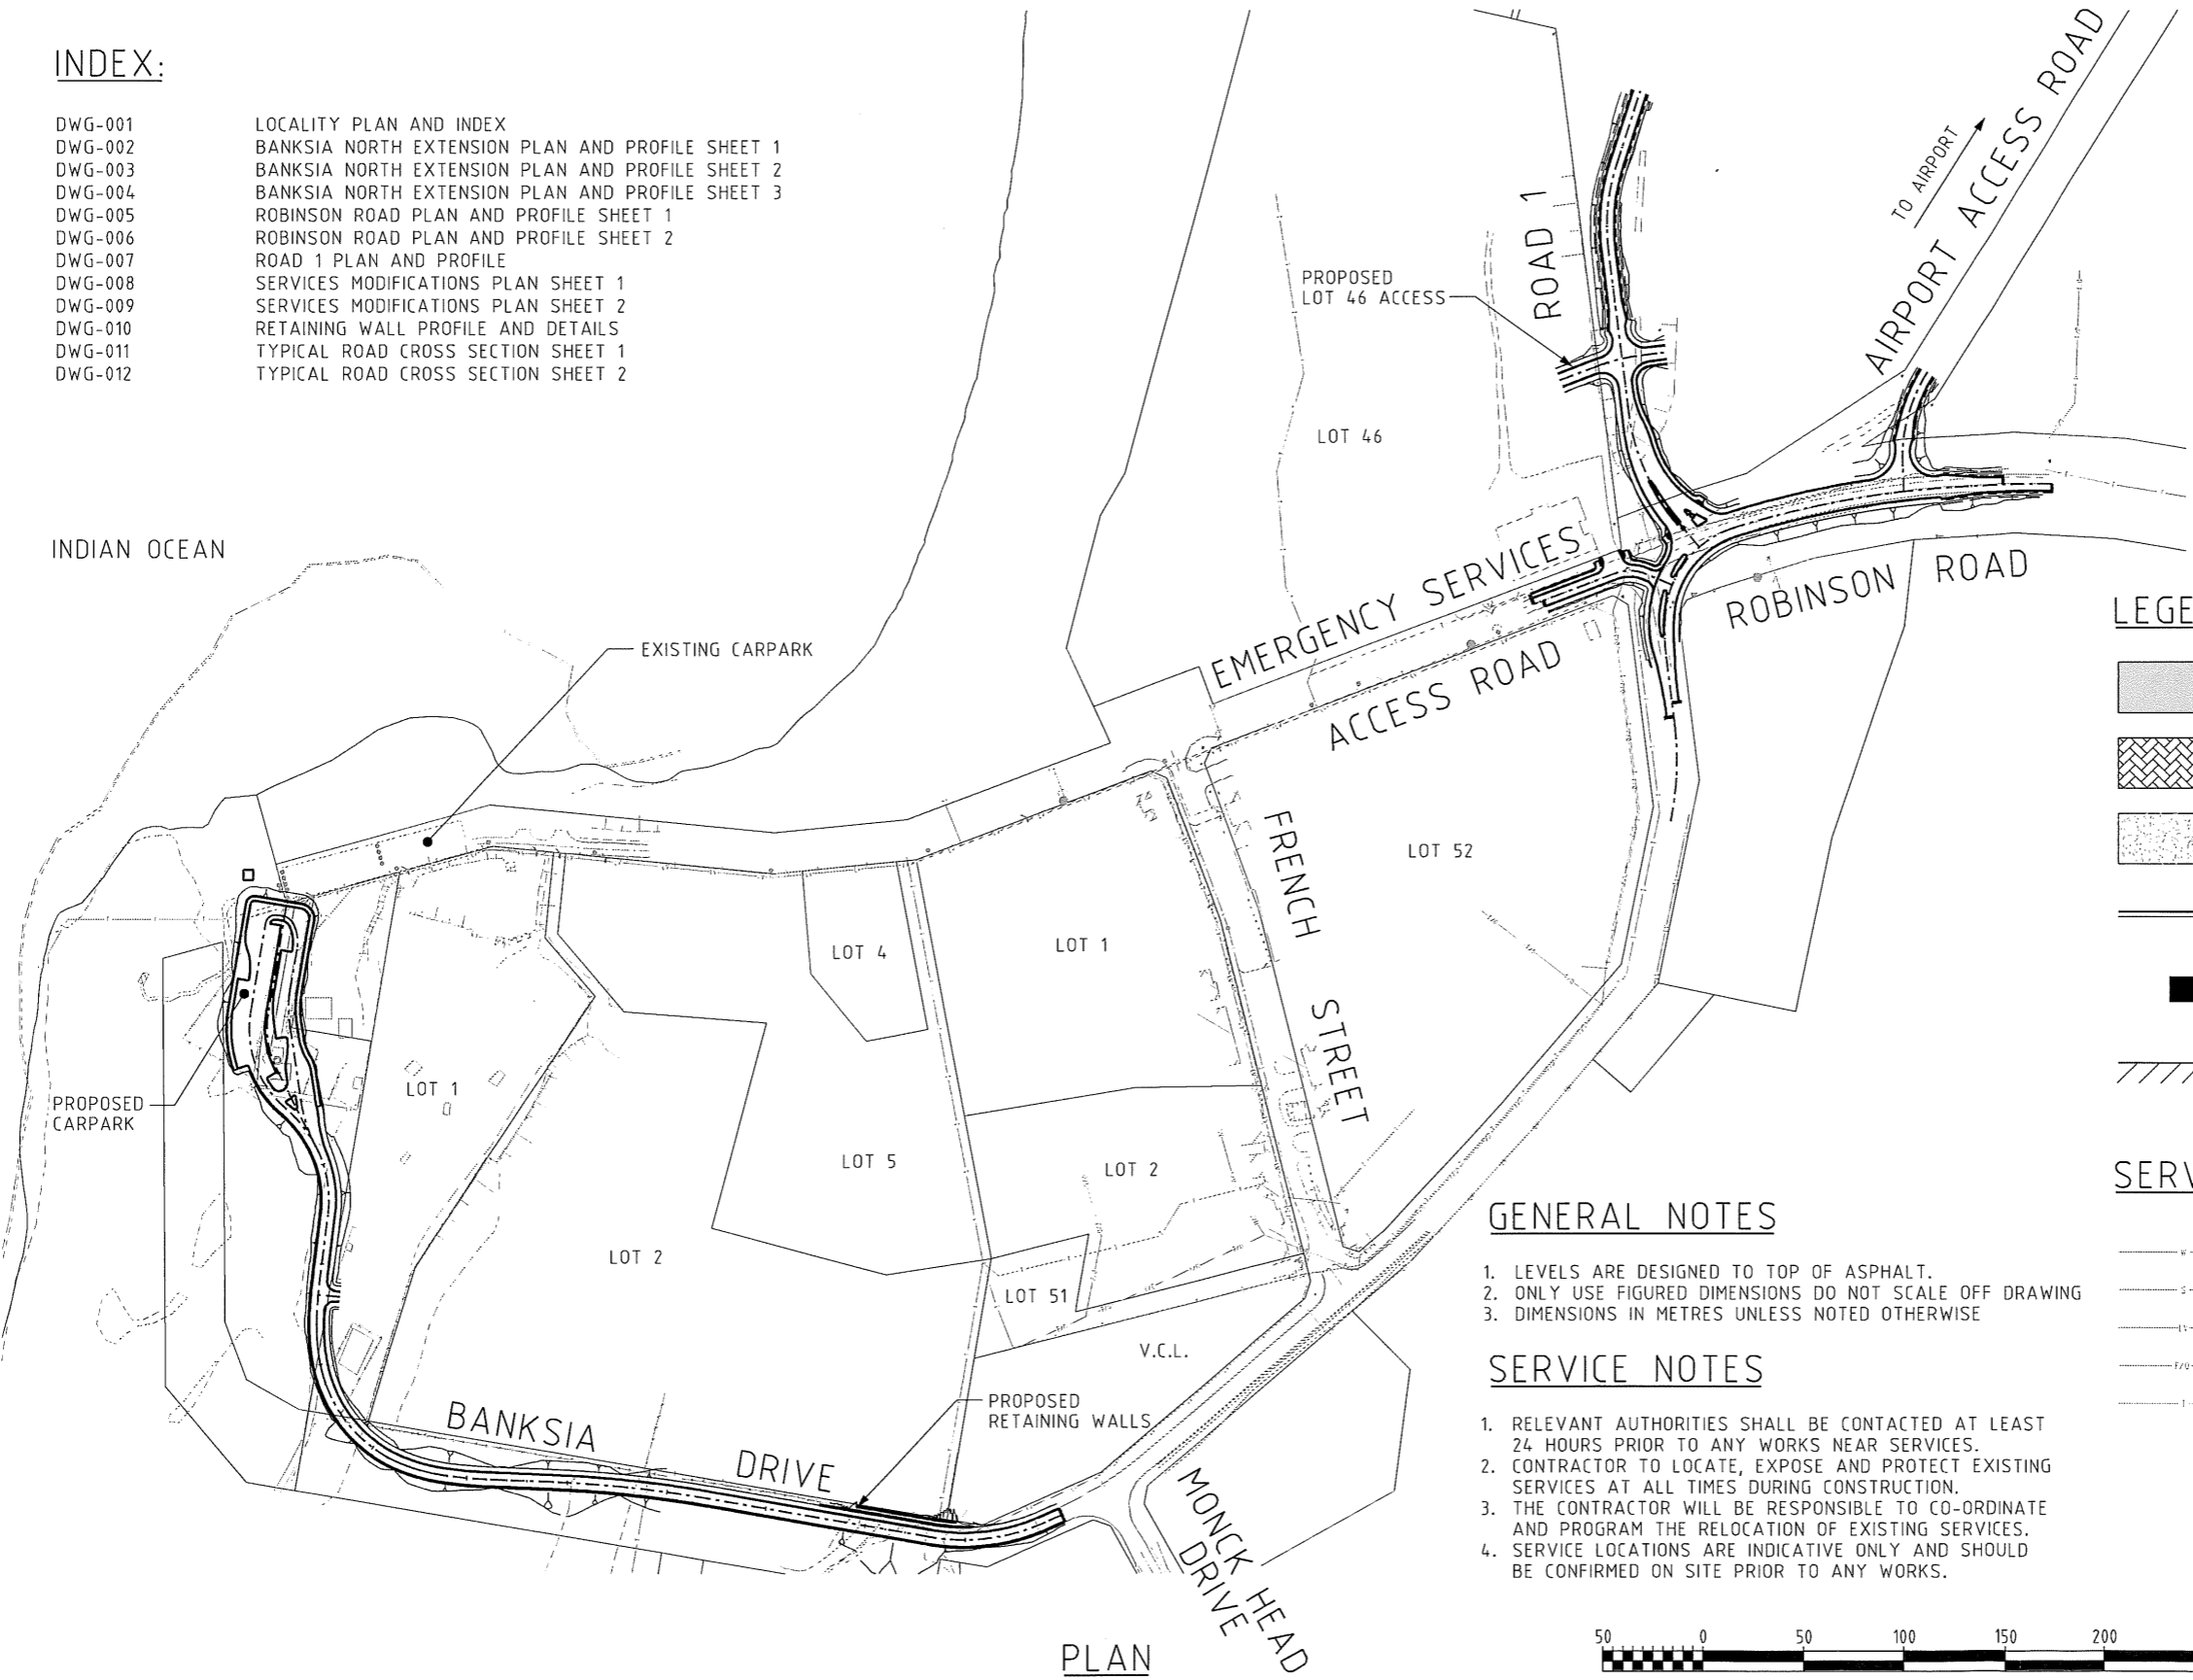 INDEX:
DWG-001 LOCALITY PLAN AND INDEX
DWG-002 BANKSIA NORTH EXTENSION PLAN AND PROFILE SHEET 1
DWG-003 BANKSIA NORTH EXTENSION PLAN AND PROFILE SHEET 2
DWG-004 BANKSIA NORTH EXTENSION PLAN AND PROFILE SHEET 3
DWG-005 ROBINSON ROAD PLAN AND PROFILE SHEET 1
DWG-006 ROBINSON ROAD PLAN AND PROFILE SHEET 2
DWG-007 ROAD 1 PLAN AND PROFILE
DWG-008 SERVICES MODIFICATIONS PLAN SHEET 1
DWG-009 SERVICES MODIFICATIONS PLAN SHEET 2
DWG-010 RETAINING WALL PROFILE AND DETAILS
DWG-011 TYPICAL ROAD CROSS SECTION SHEET 1
DWG-012 TYPICAL ROAD CROSS SECTION SHEET 2
TO AIRPORT
AIRPORT ACCESS ROAD
ROAD 1
PROPOSED
LOT 46 ACCESS
LOT 46
INDIAN OCEAN
EMERGENCY SERVICES
ACCESS ROAD
ROBINSON ROAD
LEGE
EXISTING CARPARK
FRENCH STREET
LOT 52
LOT 4
LOT 1
LOT 1
PROPOSED
CARPARK
LOT 5
LOT 2
LOT 2
LOT 51
V.C.L.
PROPOSED
RETAINING WALLS
BANKSIA DRIVE
MONCK HEAD
DRIVE
SERV
GENERAL NOTES
1. LEVELS ARE DESIGNED TO TOP OF ASPHALT.
2. ONLY USE FIGURED DIMENSIONS DO NOT SCALE OFF DRAWING
3. DIMENSIONS IN METRES UNLESS NOTED OTHERWISE
SERVICE NOTES
1. RELEVANT AUTHORITIES SHALL BE CONTACTED AT LEAST
24 HOURS PRIOR TO ANY WORKS NEAR SERVICES.
2. CONTRACTOR TO LOCATE, EXPOSE AND PROTECT EXISTING
SERVICES AT ALL TIMES DURING CONSTRUCTION.
3. THE CONTRACTOR WILL BE RESPONSIBLE TO CO-ORDINATE
AND PROGRAM THE RELOCATION OF EXISTING SERVICES.
4. SERVICE LOCATIONS ARE INDICATIVE ONLY AND SHOULD
BE CONFIRMED ON SITE PRIOR TO ANY WORKS.
50 0 50 100 150 200
PLAN